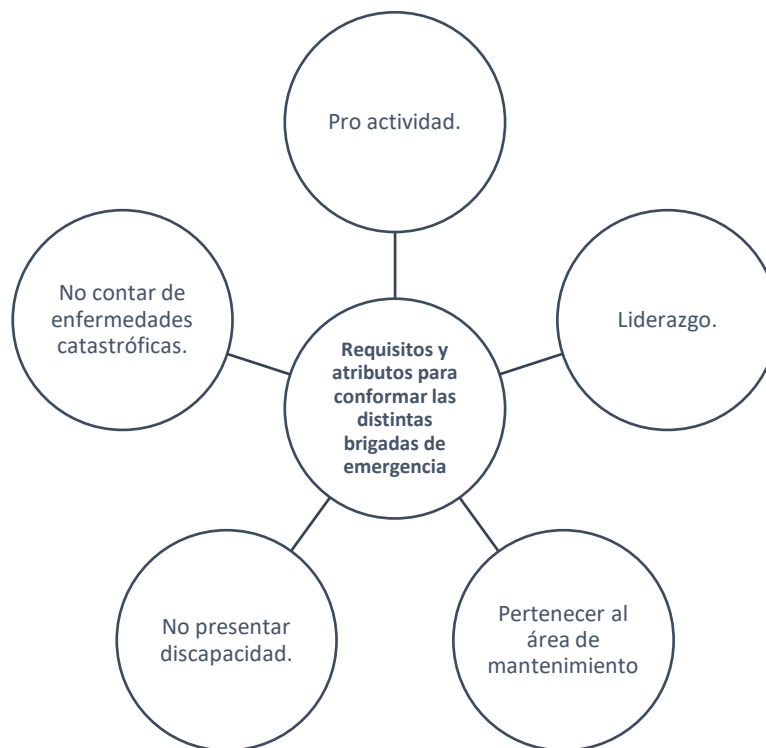 Pro actividad.
No contar de
enfermedades
catastróficas.
Liderazgo.
Requisitos y
atributos para
conformar las
distintas
brigadas de
emergencia
No presentar
discapacidad.
Pertenecer al
área de
mantenimiento